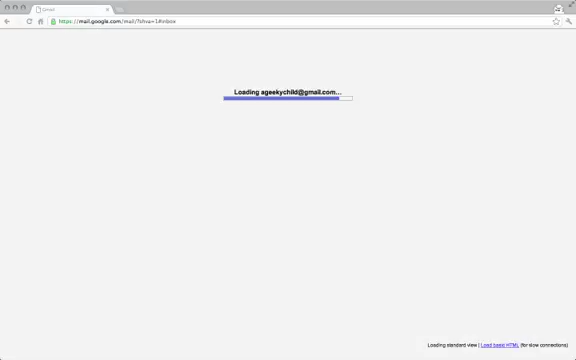 Gmail
https://mail.google.com/mail/?shva=1#inbox
Loading ageekychild@gmail.com...
Loading standard view | Load basic HTML (for slow connections)